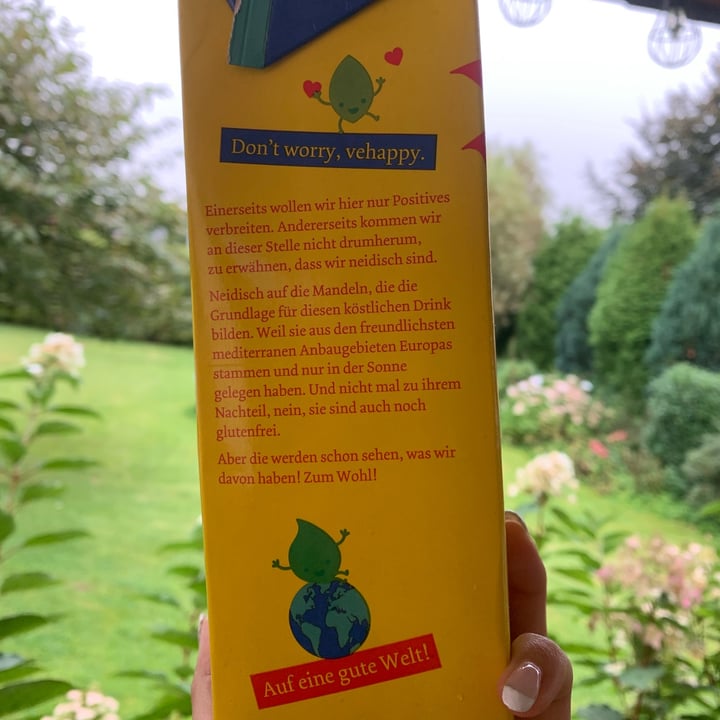 Don't worry, vehappy.
Einerseits wollen wir hier nur Positives
verbreiten. Andererseits kommen wir
an dieser Stelle nicht drumherum,
zu erwähnen, dass wir neidisch sind.
Neidisch auf die Mandeln, die die
Grundlage für diesen köstlichen Drink
bilden. Weil sie aus den freundlichsten
mediterranen Anbaugebieten Europas
stammen und nur in der Sonne
gelegen haben. Und nicht mal zu ihrem
Nachteil, nein, sie sind auch noch
glutenfrei.
Aber die werden schon sehen, was wir
davon haben! Zum Wohl!
Auf eine gute Welt!